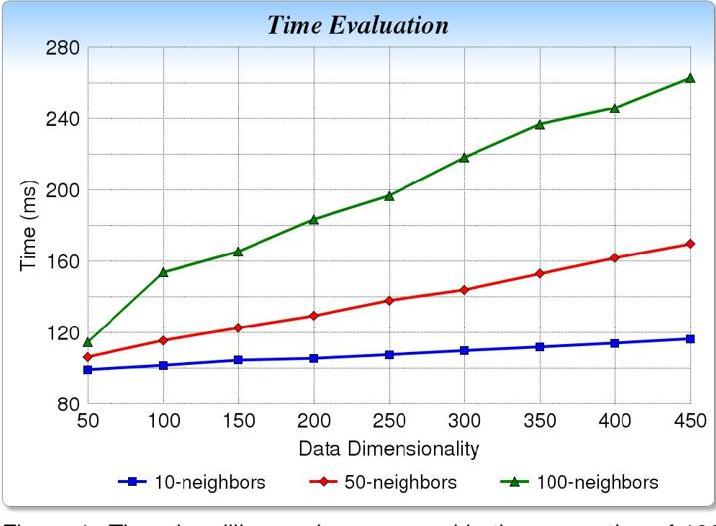 Time Evaluation
280
240
200
160
120
80
Time (ms)
50 100 150 200 250 300 350 400 450
Data Dimensionality
10-neighbors 50-neighbors 100-neighbors